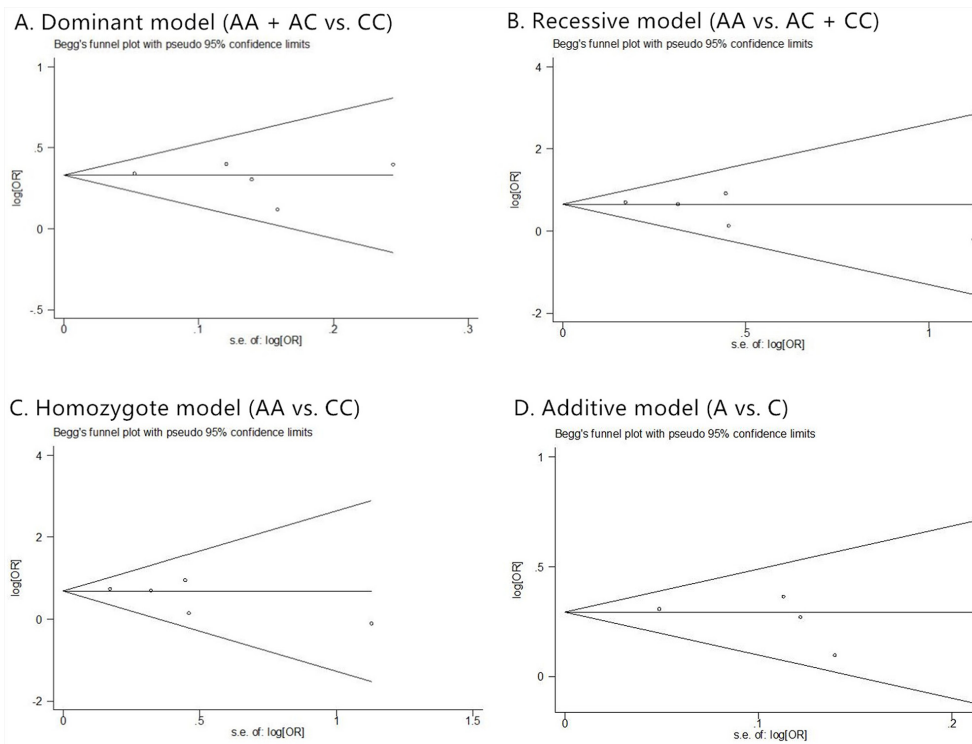 A. Dominant model (AA + AC vs. CC)
Begg's funnel plot with pseudo 95% confidence limits
1
.5
0
-.5
log[OR]
0 .1 .2 .3
s.e. of: log[OR]
B. Recessive model (AA vs. AC + CC)
Begg's funnel plot with pseudo 95% confidence limits
4
2
0
-2
log[OR]
0 .5 1
s.e. of: log[OR]
C. Homozygote model (AA vs. CC)
Begg's funnel plot with pseudo 95% confidence limits
4
2
0
-2
log[OR]
0 .5 1 1.5
s.e. of: log[OR]
D. Additive model (A vs. C)
Begg's funnel plot with pseudo 95% confidence limits
1
.5
0
log[OR]
0 .1 .2
s.e. of: log[OR]